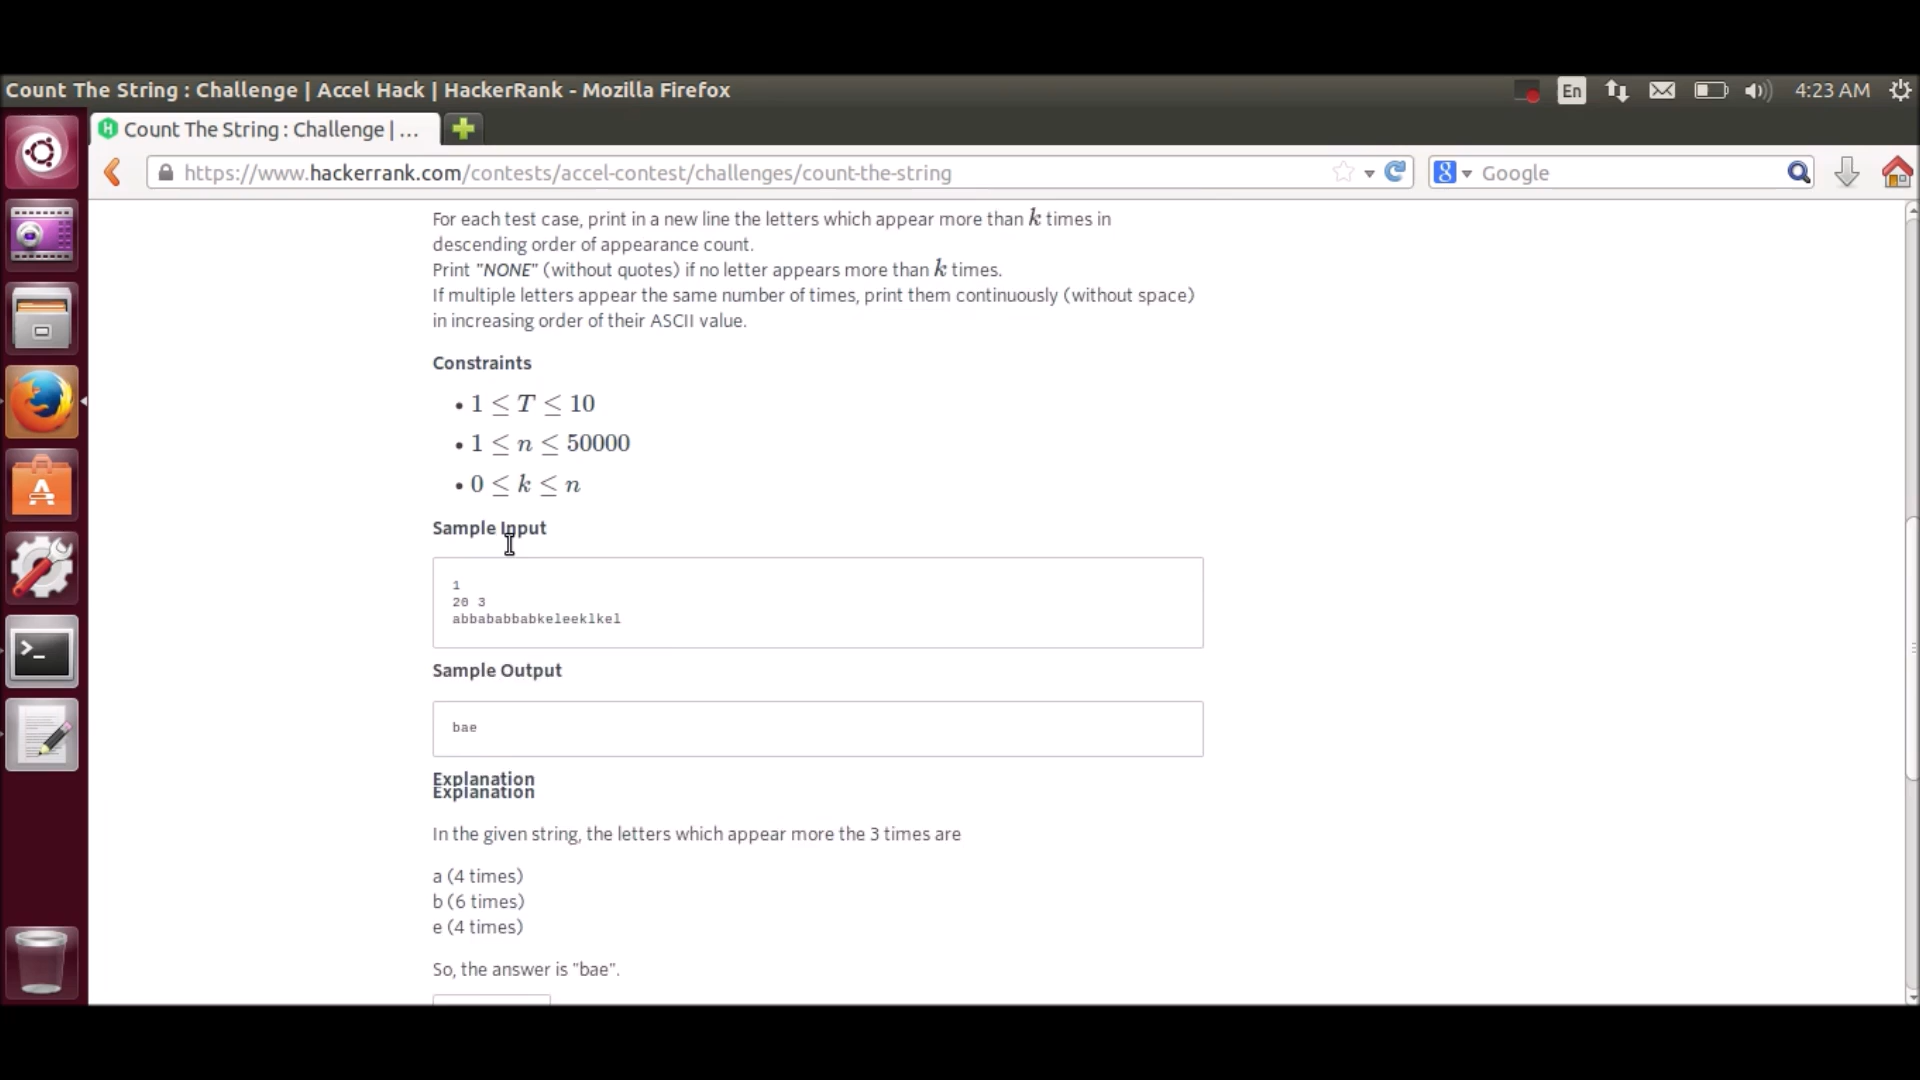 Count The String : Challenge | Accel Hack | HackerRank - Mozilla Firefox
En
4:23 AM
Count The String : Challenge | ...
https://www.hackerrank.com/contests/accel-contest/challenges/count-the-string
8
Google
For each test case, print in a new line the letters which appear more than k times in
descending order of appearance count.
Print "NONE" (without quotes) if no letter appears more than k times.
If multiple letters appear the same number of times, print them continuously (without space)
in increasing order of their ASCII value.
Constraints
• 1 ≤ T ≤ 10
• 1 ≤ n ≤ 50000
• 0 ≤ k ≤ n
Sample Input
1
20 3
abbababbabkeleeklkel
Sample Output
bae
Explanation
Explanation
In the given string, the letters which appear more the 3 times are
a (4 times)
b (6 times)
e (4 times)
So, the answer is "bae".